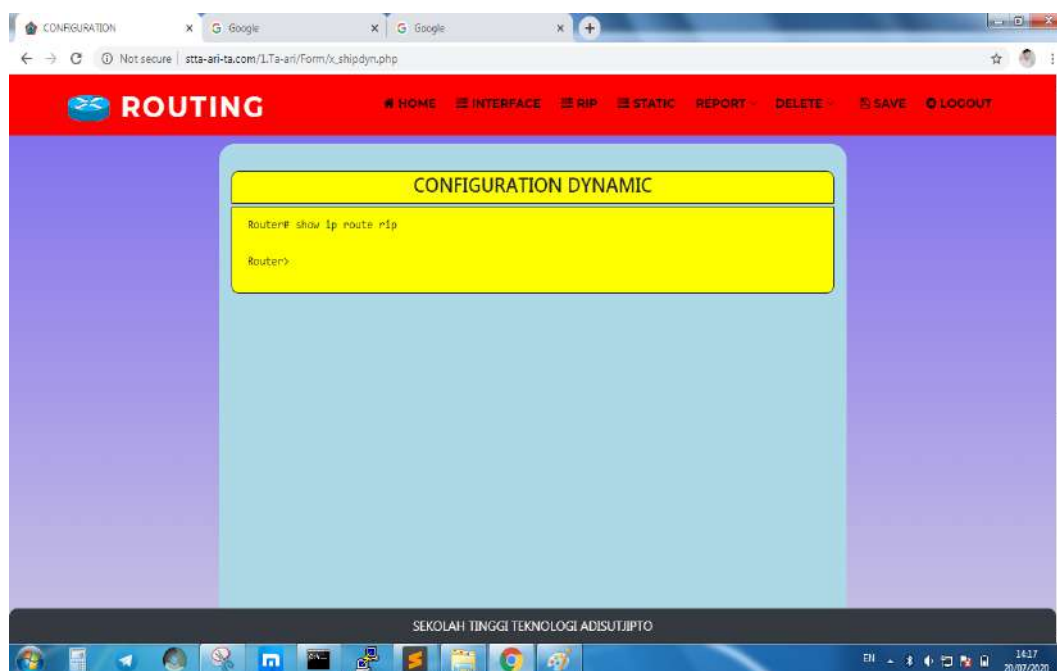 CONFIGURATION
Google
Google
Not secure | stta-ari-ta.com/1.Ta-ari/Form/x_shipdyn.php
ROUTING
HOME INTERFACE RIP STATIC REPORT DELETE SAVE LOGOUT
CONFIGURATION DYNAMIC
Router# show ip route rip
Router>
SEKOLAH TINGGI TEKNOLOGI ADISUTJIPTO
EN
14:17
20/07/2020